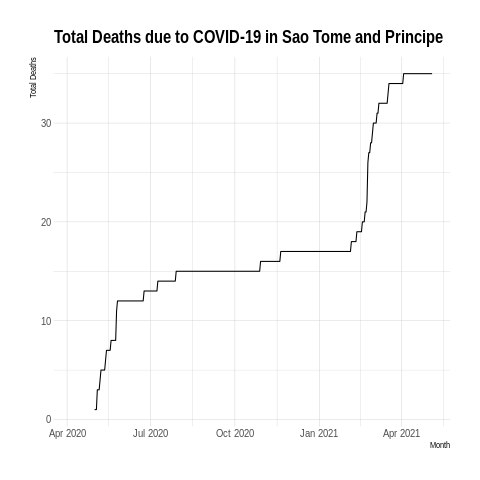 Total Deaths due to COVID-19 in Sao Tome and Principe
Total Deaths
30
20
10
0
Apr 2020 Jul 2020 Oct 2020 Jan 2021 Apr 2021
Month